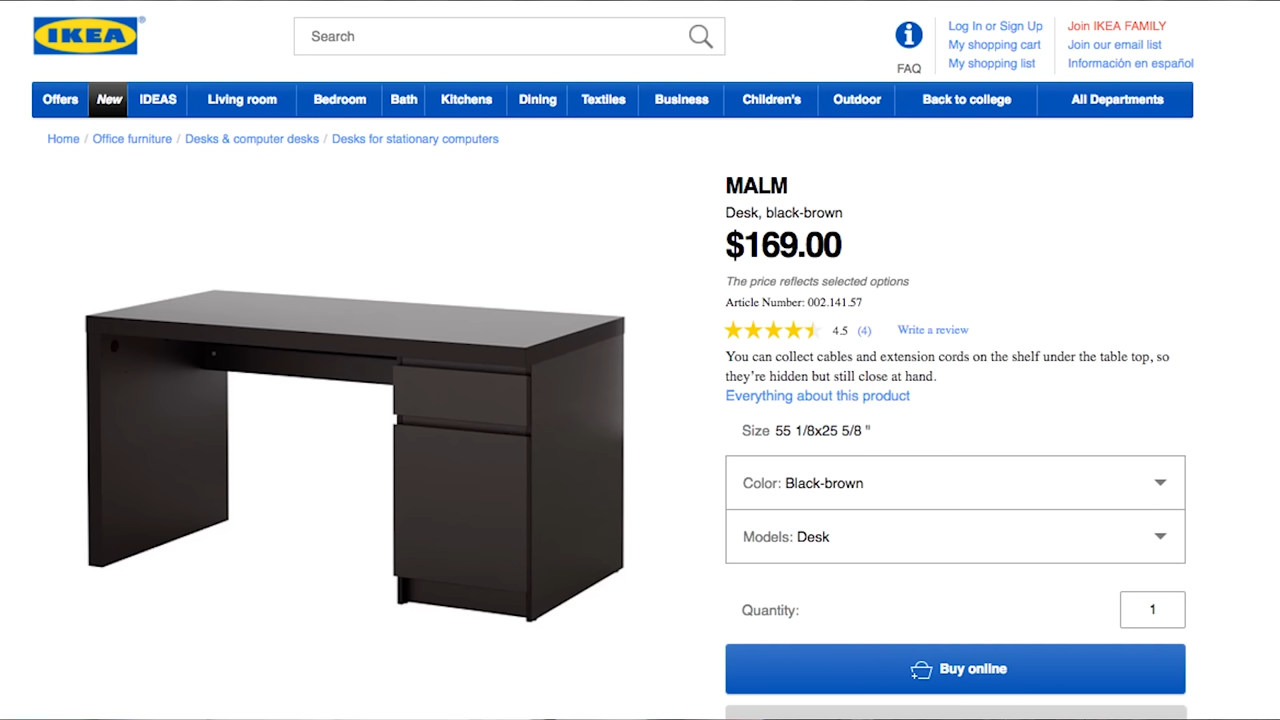 IKEA
®
Search
FAQ
Log In or Sign Up
My shopping cart
My shopping list
Join IKEA FAMILY
Join our email list
Información en español
Offers New IDEAS Living room Bedroom Bath Kitchens Dining Textiles Business Children's Outdoor Back to college All Departments
Home / Office furniture / Desks & computer desks / Desks for stationary computers
MALM
Desk, black-brown
$169.00
The price reflects selected options
Article Number: 002.141.57
4.5 (4) Write a review
You can collect cables and extension cords on the shelf under the table top, so
they’re hidden but still close at hand.
Everything about this product
Size 55 1/8x25 5/8 "
Color: Black-brown
Models: Desk
Quantity: 1
Buy online